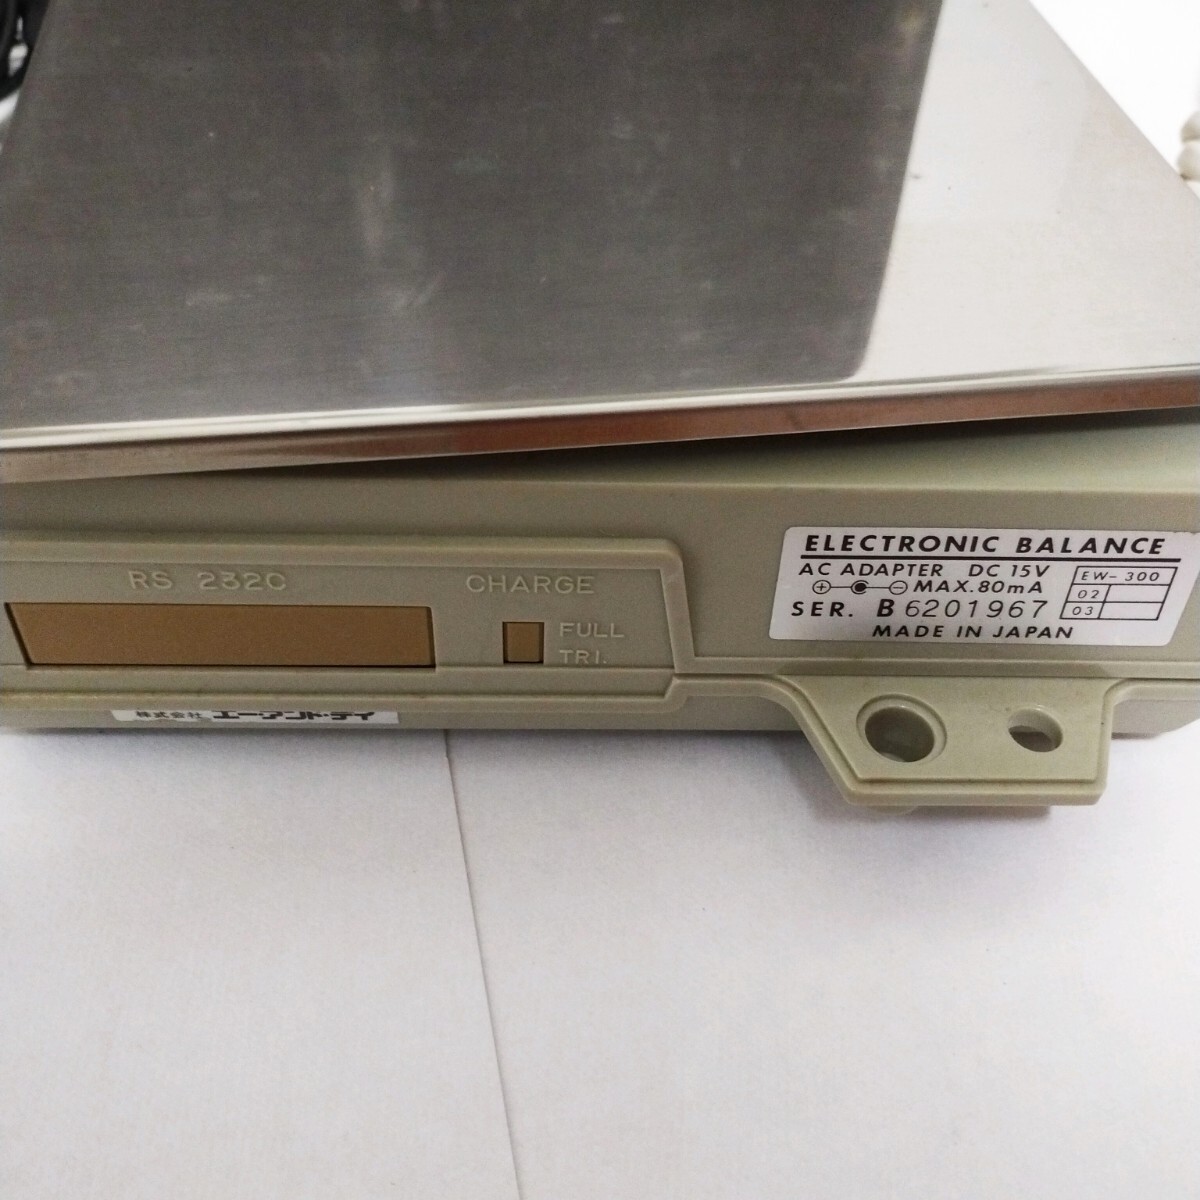 RS 232C
CHARGE
FULL
TRI.
株式会社 エー・アンド・デイ
ELECTRONIC BALANCE
AC ADAPTER DC 15V
MAX. 80mA
SER. B 6201967
MADE IN JAPAN
EW-300
02
03